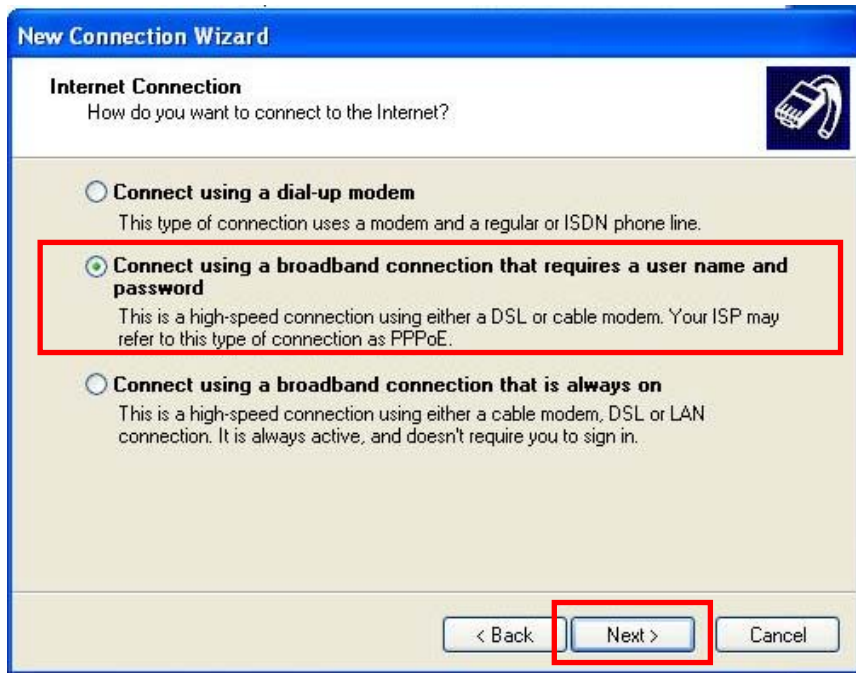 New Connection Wizard
Internet Connection
How do you want to connect to the Internet?
Connect using a dial-up modem
This type of connection uses a modem and a regular or ISDN phone line.
Connect using a broadband connection that requires a user name and
password
This is a high-speed connection using either a DSL or cable modem. Your ISP may
refer to this type of connection as PPPoE.
Connect using a broadband connection that is always on
This is a high-speed connection using either a cable modem, DSL or LAN
connection. It is always active, and doesn't require you to sign in.
< Back Next > Cancel